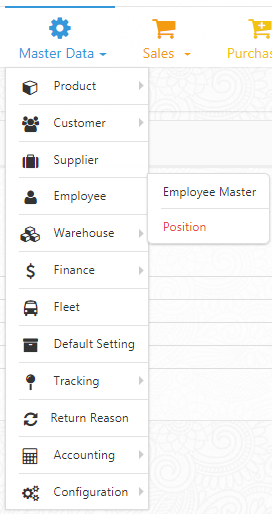 Master Data
Sales
Purchas
Product
Customer
Supplier
Employee
Employee Master
Position
Warehouse
Finance
Fleet
Default Setting
Tracking
Return Reason
Accounting
Configuration